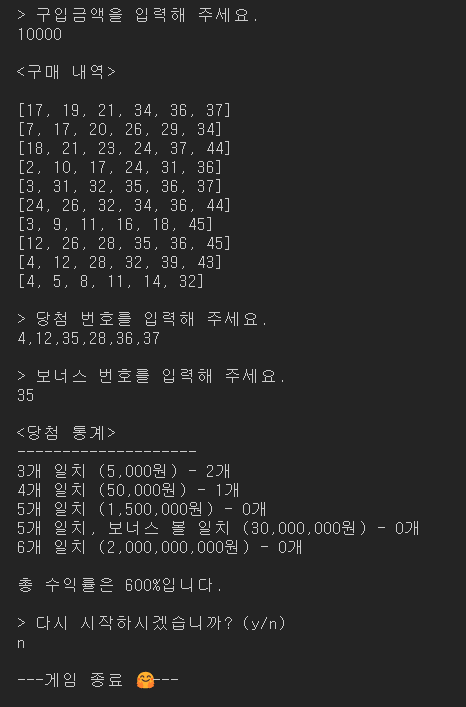 > 구입금액을 입력해 주세요.
10000
<구매 내역>
[17, 19, 21, 34, 36, 37]
[7, 17, 20, 26, 29, 34]
[18, 21, 23, 24, 37, 44]
[2, 10, 17, 24, 31, 36]
[3, 31, 32, 35, 36, 37]
[24, 26, 32, 34, 36, 44]
[3, 9, 11, 16, 18, 45]
[12, 26, 28, 35, 36, 45]
[4, 12, 28, 32, 39, 43]
[4, 5, 8, 11, 14, 32]
> 당첨 번호를 입력해 주세요.
4,12,35,28,36,37
> 보너스 번호를 입력해 주세요.
35
<당첨 통계>
--------------------
3개 일치 (5,000원) - 2개
4개 일치 (50,000원) - 1개
5개 일치 (1,500,000원) - 0개
5개 일치, 보너스 볼 일치 (30,000,000원) - 0개
6개 일치 (2,000,000,000원) - 0개
총 수익률은 600%입니다.
> 다시 시작하시겠습니까? (y/n)
n
---게임 종료 🤗---